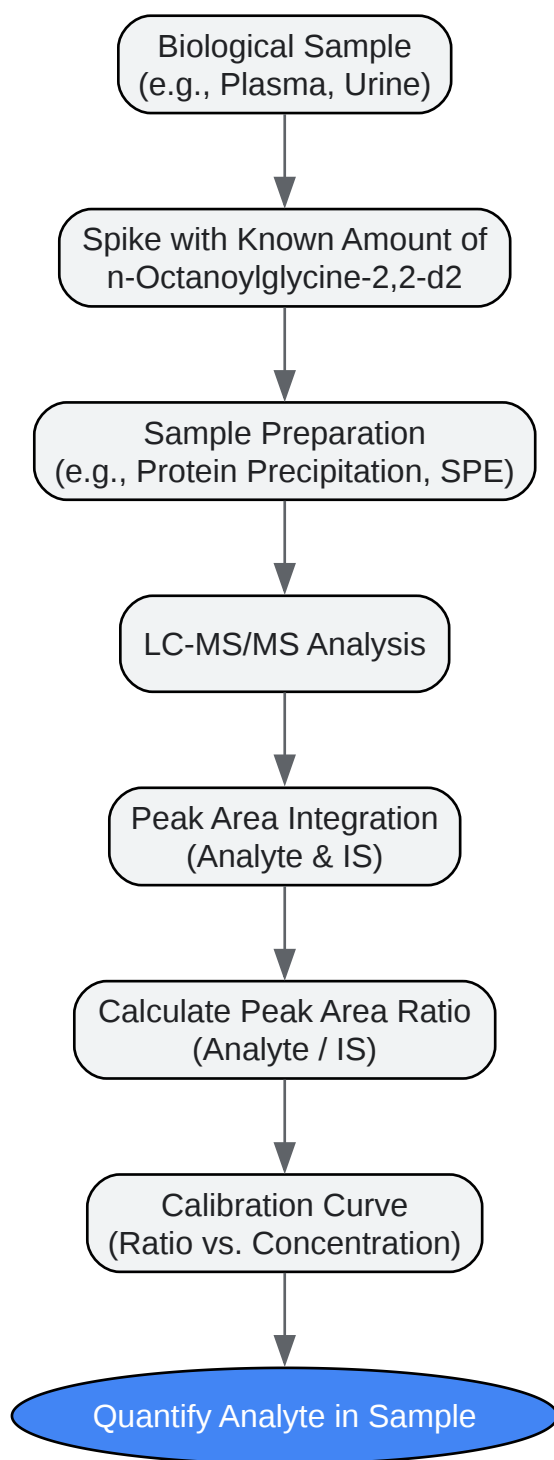 Biological Sample
(e.g., Plasma, Urine)
Spike with Known Amount of
n-Octanoylglycine-2,2-d2
Sample Preparation
(e.g., Protein Precipitation, SPE)
LC-MS/MS Analysis
Peak Area Integration
(Analyte & IS)
Calculate Peak Area Ratio
(Analyte / IS)
Calibration Curve
(Ratio vs. Concentration)
Quantify Analyte in Sample